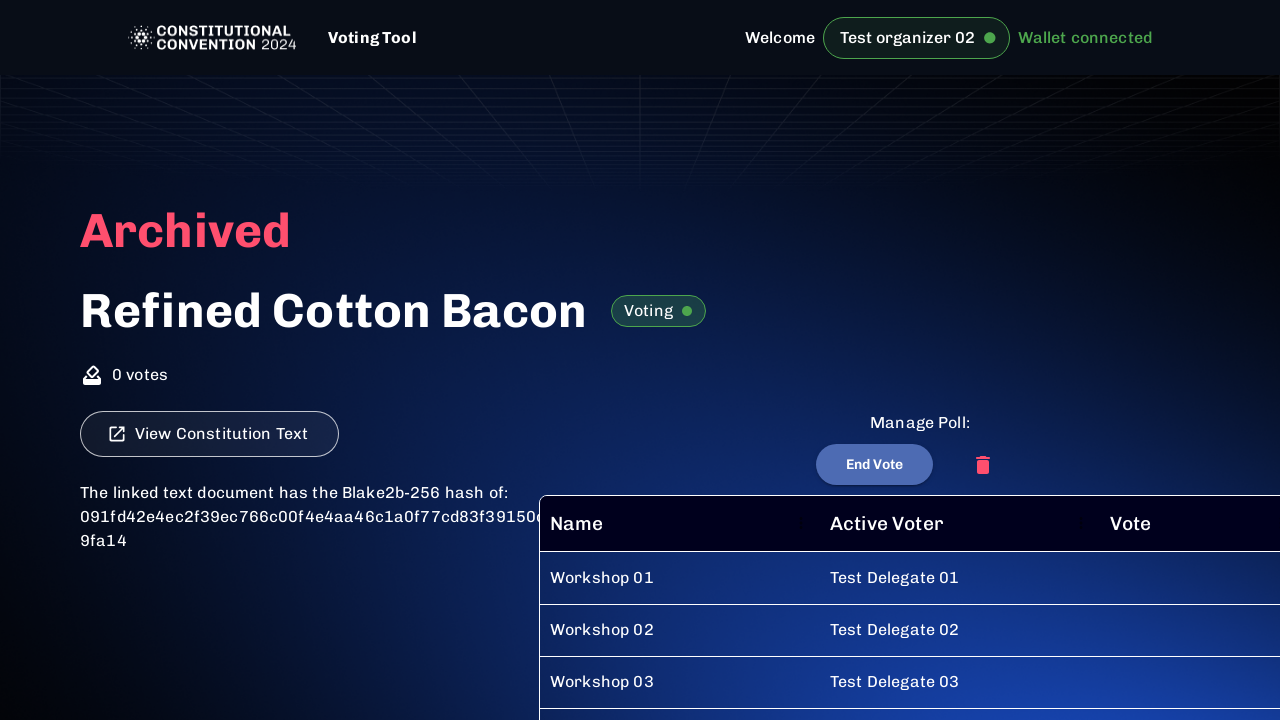 CONSTITUTIONAL
CONVENTION 2024
Voting Tool
Welcome
Test organizer 02
Wallet connected
Archived
Refined Cotton Bacon
Voting
0 votes
View Constitution Text
Manage Poll:
End Vote
The linked text document has the Blake2b-256 hash of:
091fd42e4ec2f39ec766c00f4e4aa46c1a0f77cd83f39150
9fa14
Name Active Voter Vote
Workshop 01 Test Delegate 01
Workshop 02 Test Delegate 02
Workshop 03 Test Delegate 03